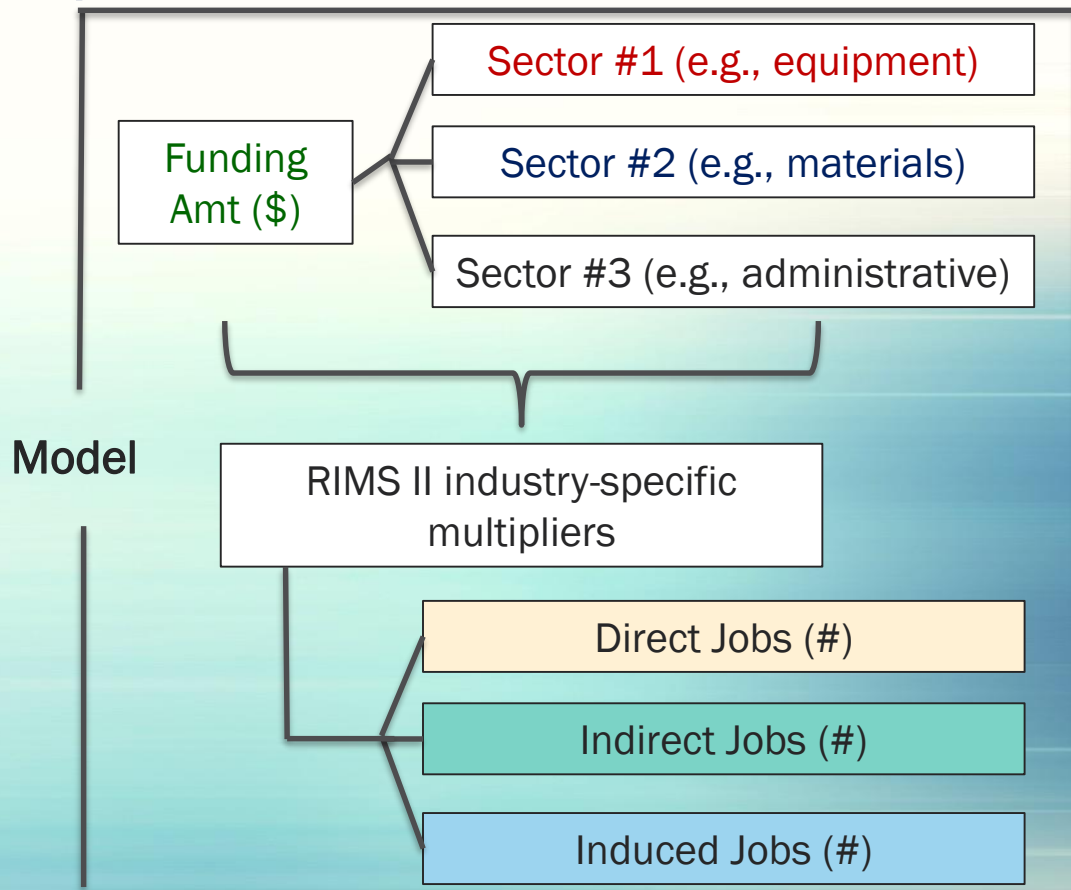 Sector #1 (e.g., equipment)
Funding
Amt ($)
Sector #2 (e.g., materials)
Sector #3 (e.g., administrative)
Model
RIMS II industry-specific
multipliers
Direct Jobs (#)
Indirect Jobs (#)
Induced Jobs (#)